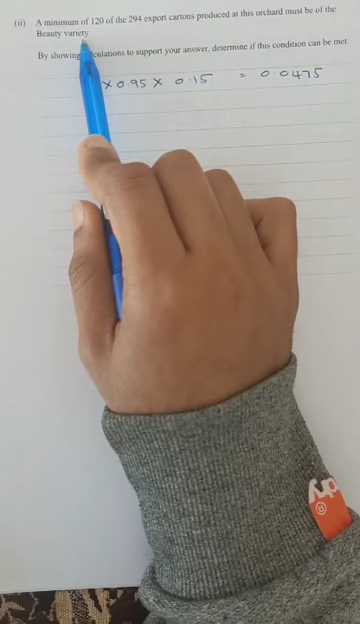 (ii) A minimum of 120 of the 294 export cartons produced at this orchard must be of the
Beauty variety.
By showing calculations to support your answer, determine if this condition can be met
× 0.95 × 0.15 = 0.0475